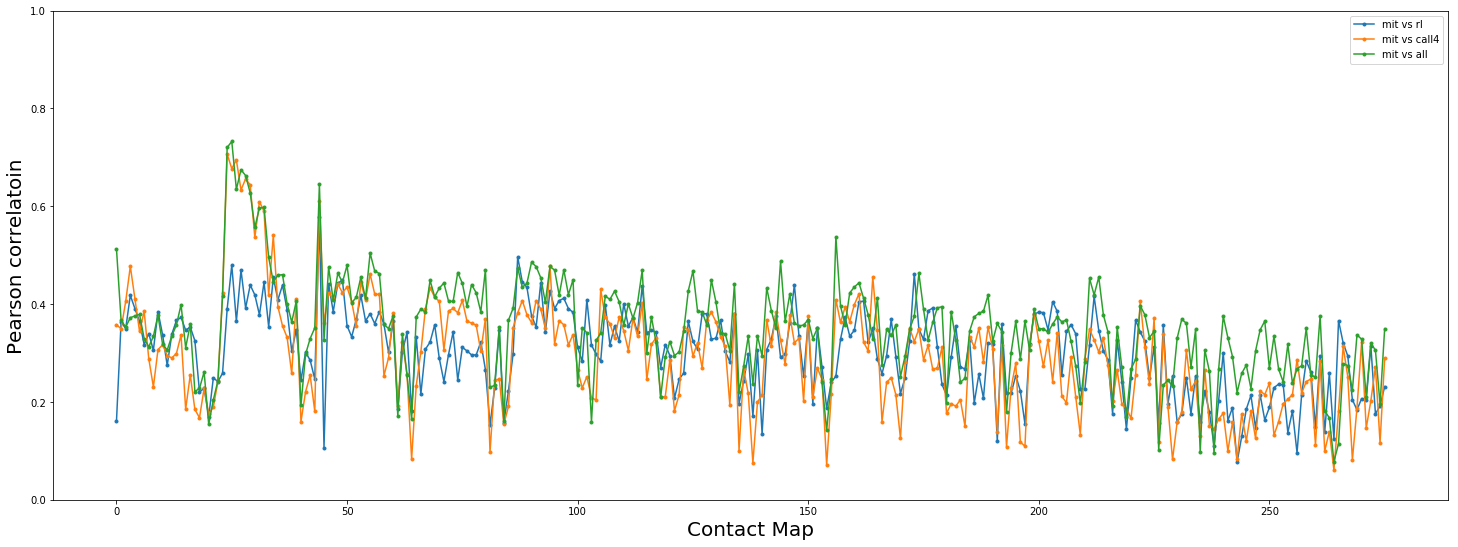 1.0
0.8
0.6
0.4
0.2
0.0
Pearson correlatoin
mit vs rl
mit vs call4
mit vs all
0 50 100 150 200 250
Contact Map